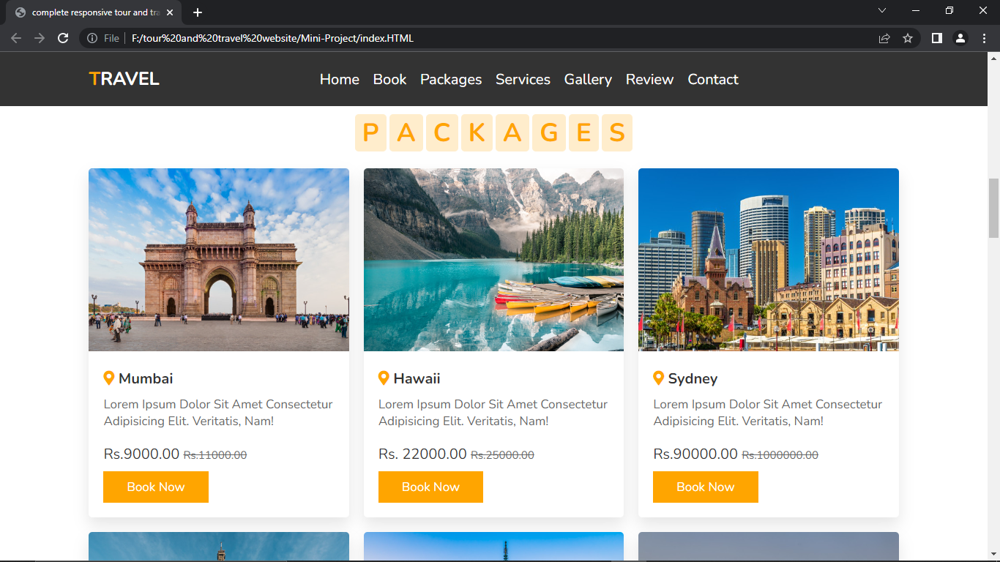 complete responsive tour and tra
File F:/tour%20and%20travel%20website/Mini-Project/index.HTML
TRAVEL Home Book Packages Services Gallery Review Contact
PACKAGES
Mumbai
Lorem Ipsum Dolor Sit Amet Consectetur
Adipisicing Elit. Veritatis, Nam!
Rs.9000.00 Rs.11000.00
Book Now
Hawaii
Lorem Ipsum Dolor Sit Amet Consectetur
Adipisicing Elit. Veritatis, Nam!
Rs. 22000.00 Rs.25000.00
Book Now
Sydney
Lorem Ipsum Dolor Sit Amet Consectetur
Adipisicing Elit. Veritatis, Nam!
Rs.90000.00 Rs.1000000.00
Book Now